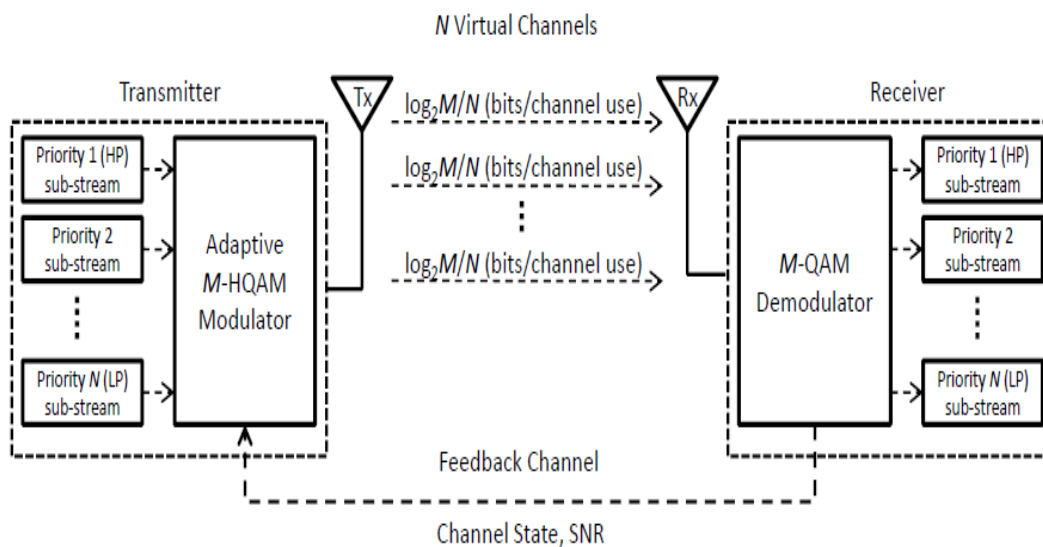 N Virtual Channels
Transmitter
Tx
log2M/N (bits/channel use)
Rx
Receiver
Priority 1 (HP)
sub-stream
Priority 2
sub-stream
Priority N (LP)
sub-stream
Adaptive
M-HQAM
Modulator
log2M/N (bits/channel use)
log2M/N (bits/channel use)
M-QAM
Demodulator
Priority 1 (HP)
sub-stream
Priority 2
sub-stream
Priority N (LP)
sub-stream
Feedback Channel
Channel State, SNR